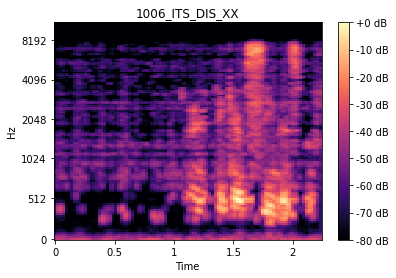 1006_ITS_DIS_XX
Hz
8192
4096
2048
1024
512
0
0
0.5
1
1.5
2
Time
+0 dB
-10 dB
-20 dB
-30 dB
-40 dB
-50 dB
-60 dB
-70 dB
-80 dB